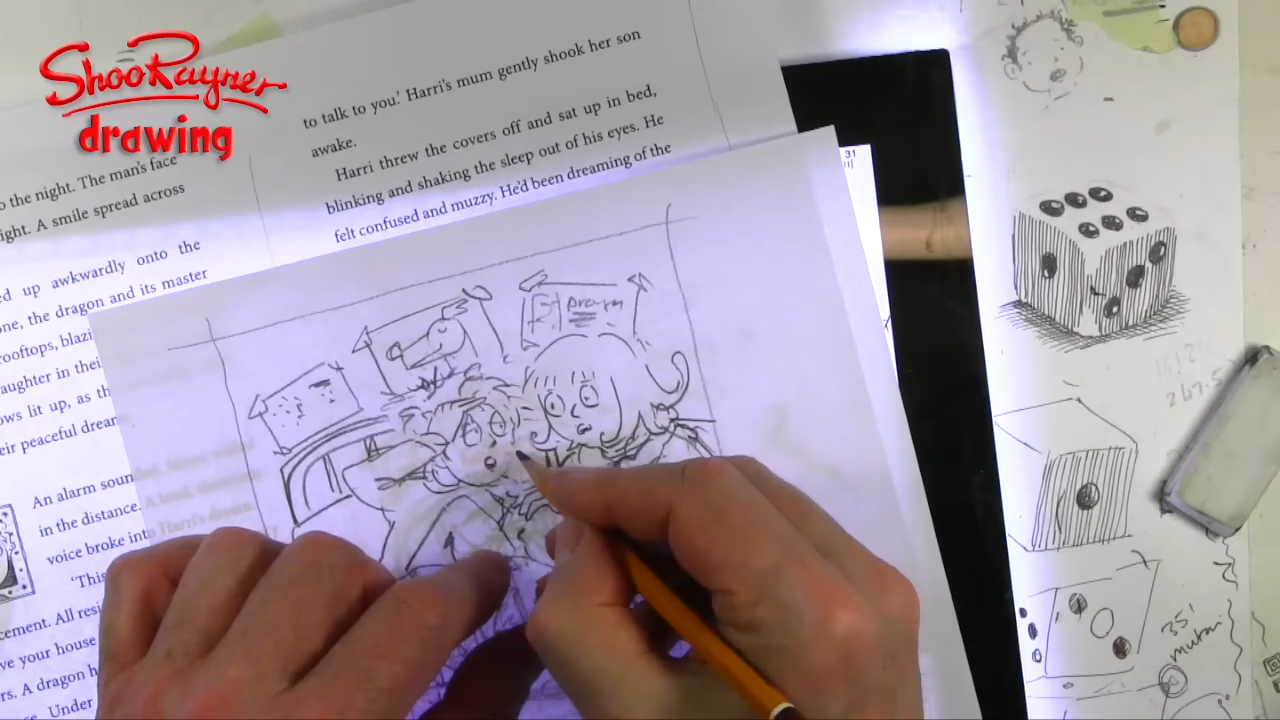 ShooRayner
drawing
o the night. The man's face
ight. A smile spread across
ed up awkwardly onto the
one, the dragon and its master
rooftops, blazi
aughter in thei
ows lit up, as th
eir peaceful drean
An alarm soun
in the distance.
voice broke into Harri's dream.
'This
cement. All resi
ve your house
rs. A dragon h
Under
to talk to you.' Harri's mum gently shook her son
awake.
Harri threw the covers off and sat up in bed,
blinking and shaking the sleep out of his eyes. He
felt confused and muzzy. He'd been dreaming of the
Dragon
31
35'